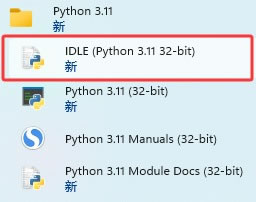 Python 3.11
新
IDLE (Python 3.11 32-bit)
新
Python 3.11 (32-bit)
新
Python 3.11 Manuals (32-bit)
Python 3.11 Module Docs (32-bit)
新